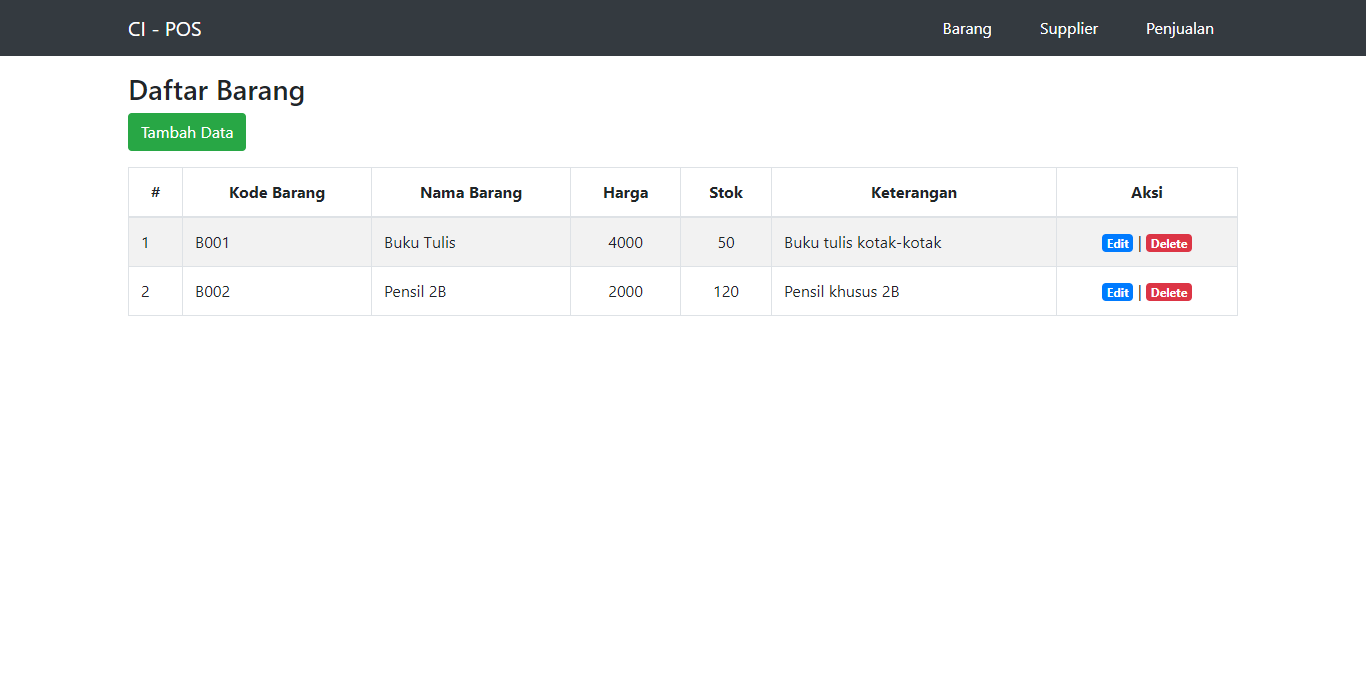 CI - POS Barang Supplier Penjualan
Daftar Barang
Tambah Data
# Kode Barang Nama Barang Harga Stok Keterangan Aksi
1 B001 Buku Tulis 4000 50 Buku tulis kotak-kotak Edit | Delete
2 B002 Pensil 2B 2000 120 Pensil khusus 2B Edit | Delete